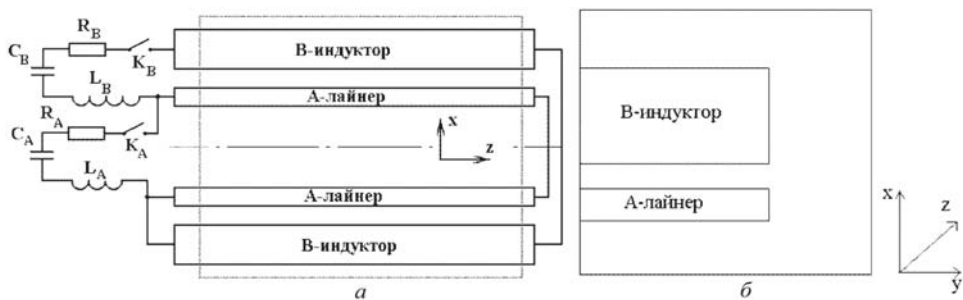 R_B
C_B
K_B
L_B
R_A
C_A
K_A
L_A
В-индуктор
А-лайнер
x
z
А-лайнер
В-индуктор
а
В-индуктор
А-лайнер
б
x
z
y